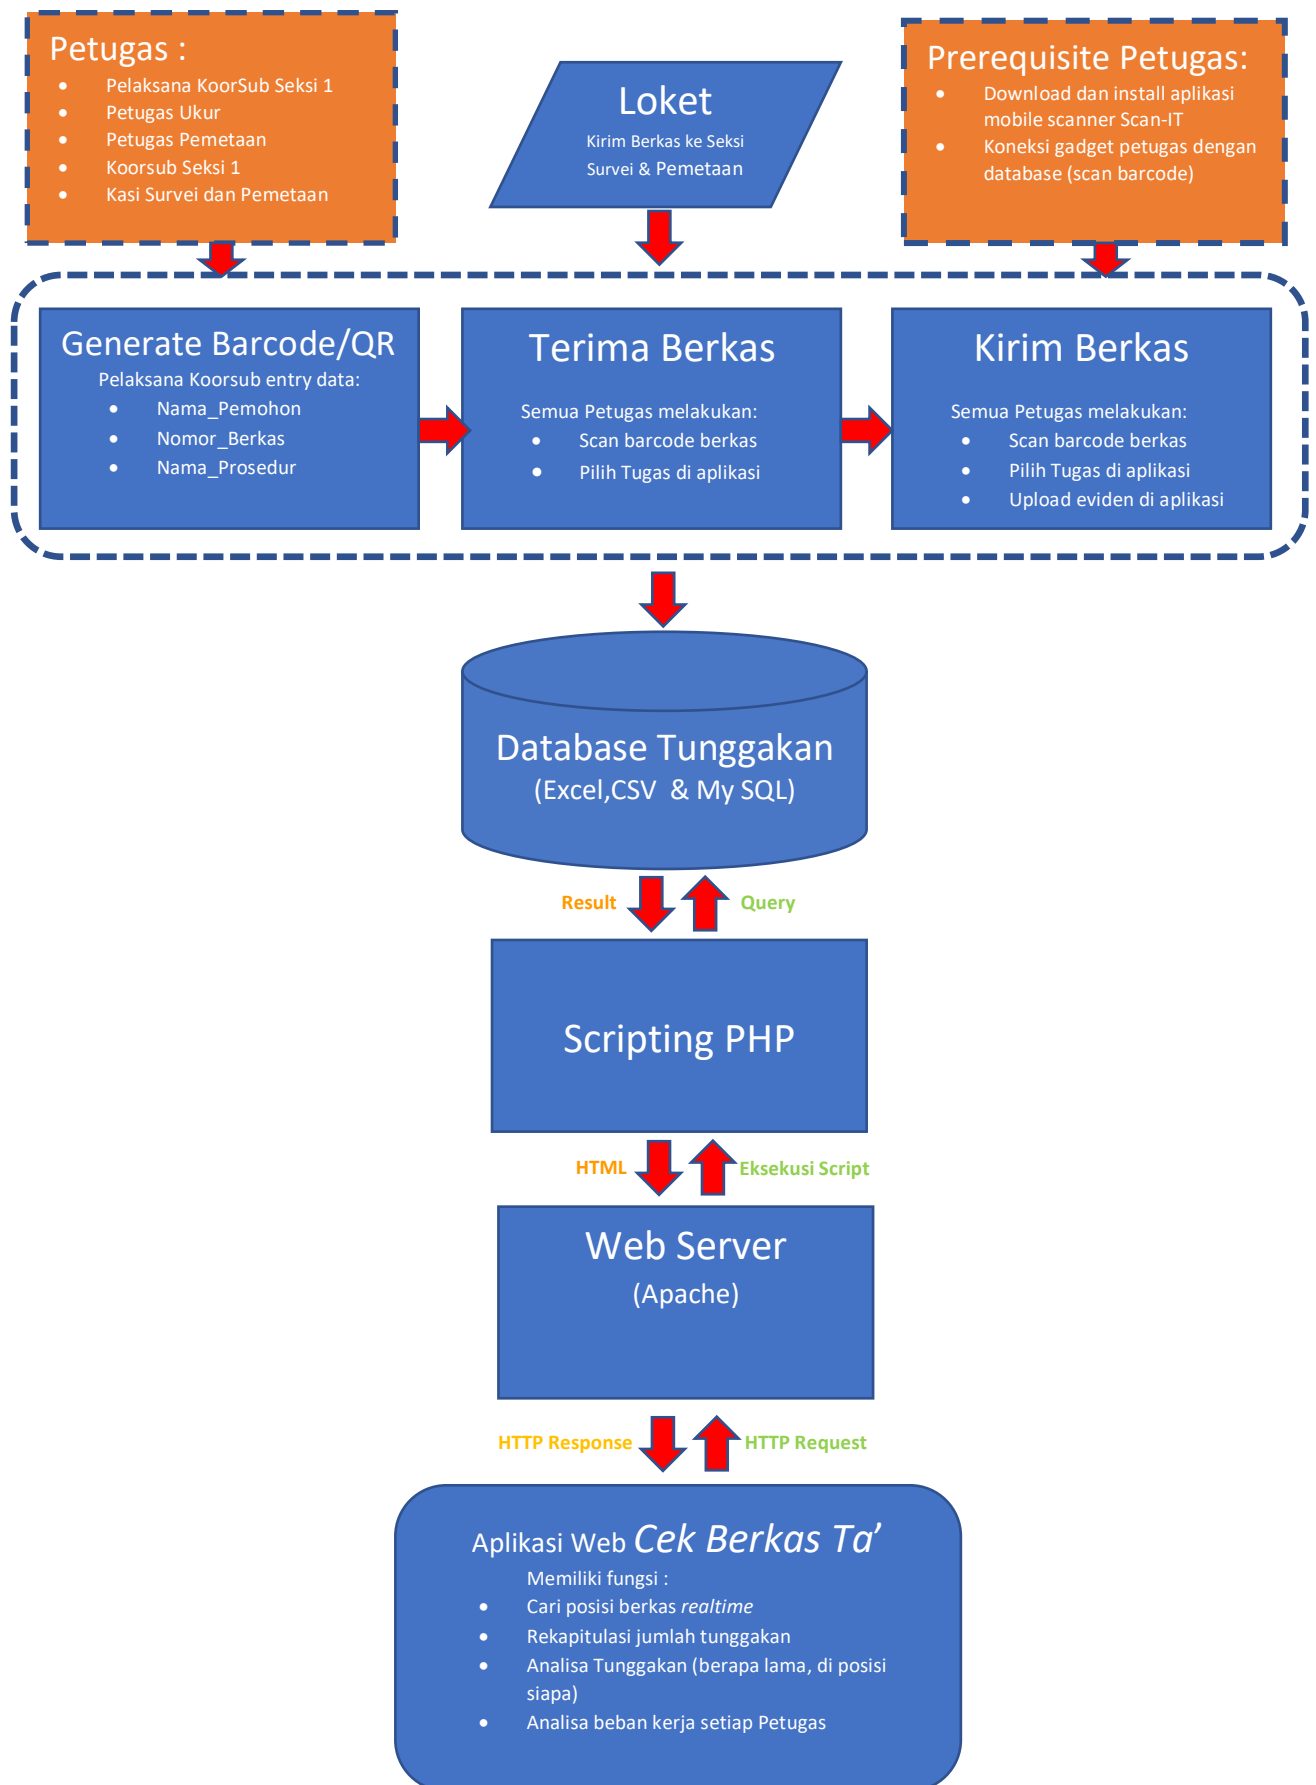 Petugas :
• Pelaksana KoorSub Seksi 1
• Petugas Ukur
• Petugas Pemetaan
• Koorsub Seksi 1
• Kasi Survei dan Pemetaan
Loket
Kirim Berkas ke Seksi
Survei & Pemetaan
Prerequisite Petugas:
• Download dan install aplikasi
mobile scanner Scan-IT
• Koneksi gadget petugas dengan
database (scan barcode)
Generate Barcode/QR
Pelaksana Koorsub entry data:
• Nama_Pemohon
• Nomor_Berkas
• Nama_Prosedur
Terima Berkas
Semua Petugas melakukan:
• Scan barcode berkas
• Pilih Tugas di aplikasi
Kirim Berkas
Semua Petugas melakukan:
• Scan barcode berkas
• Pilih Tugas di aplikasi
• Upload eviden di aplikasi
Database Tunggakan
(Excel,CSV & My SQL)
Result
Query
Scripting PHP
HTML
Eksekusi Script
Web Server
(Apache)
HTTP Response
HTTP Request
Aplikasi Web Cek Berkas Ta’
Memiliki fungsi :
• Cari posisi berkas realtime
• Rekapitulasi jumlah tunggakan
• Analisa Tunggakan (berapa lama, di posisi
siapa)
• Analisa beban kerja setiap Petugas